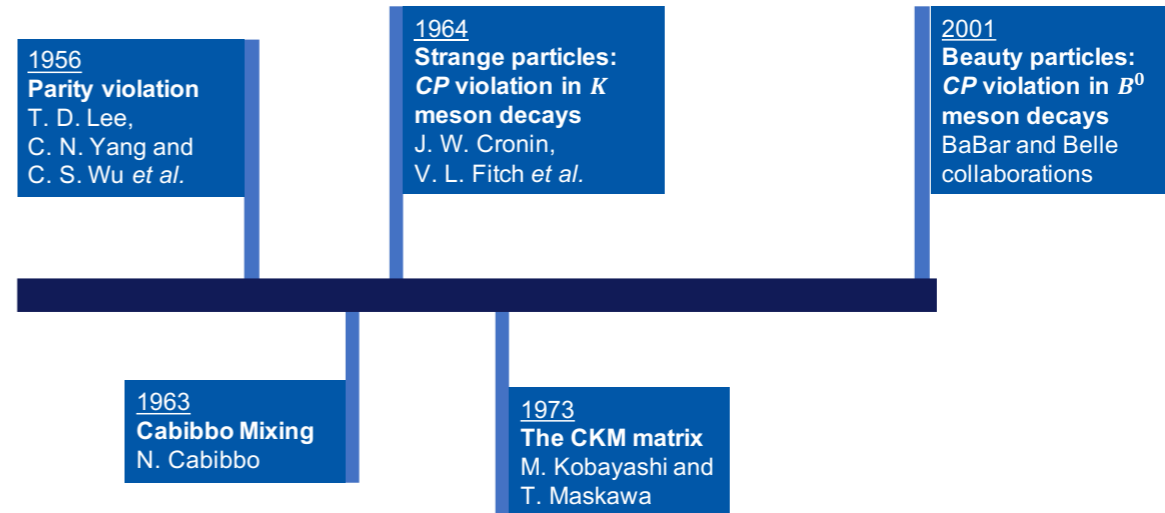 1956
Parity violation
T. D. Lee,
C. N. Yang and
C. S. Wu et al.
1963
Cabibbo Mixing
N. Cabibbo
1964
Strange particles:
CP violation in K
meson decays
J. W. Cronin,
V. L. Fitch et al.
1973
The CKM matrix
M. Kobayashi and
T. Maskawa
2001
Beauty particles:
CP violation in B⁰
meson decays
BaBar and Belle
collaborations